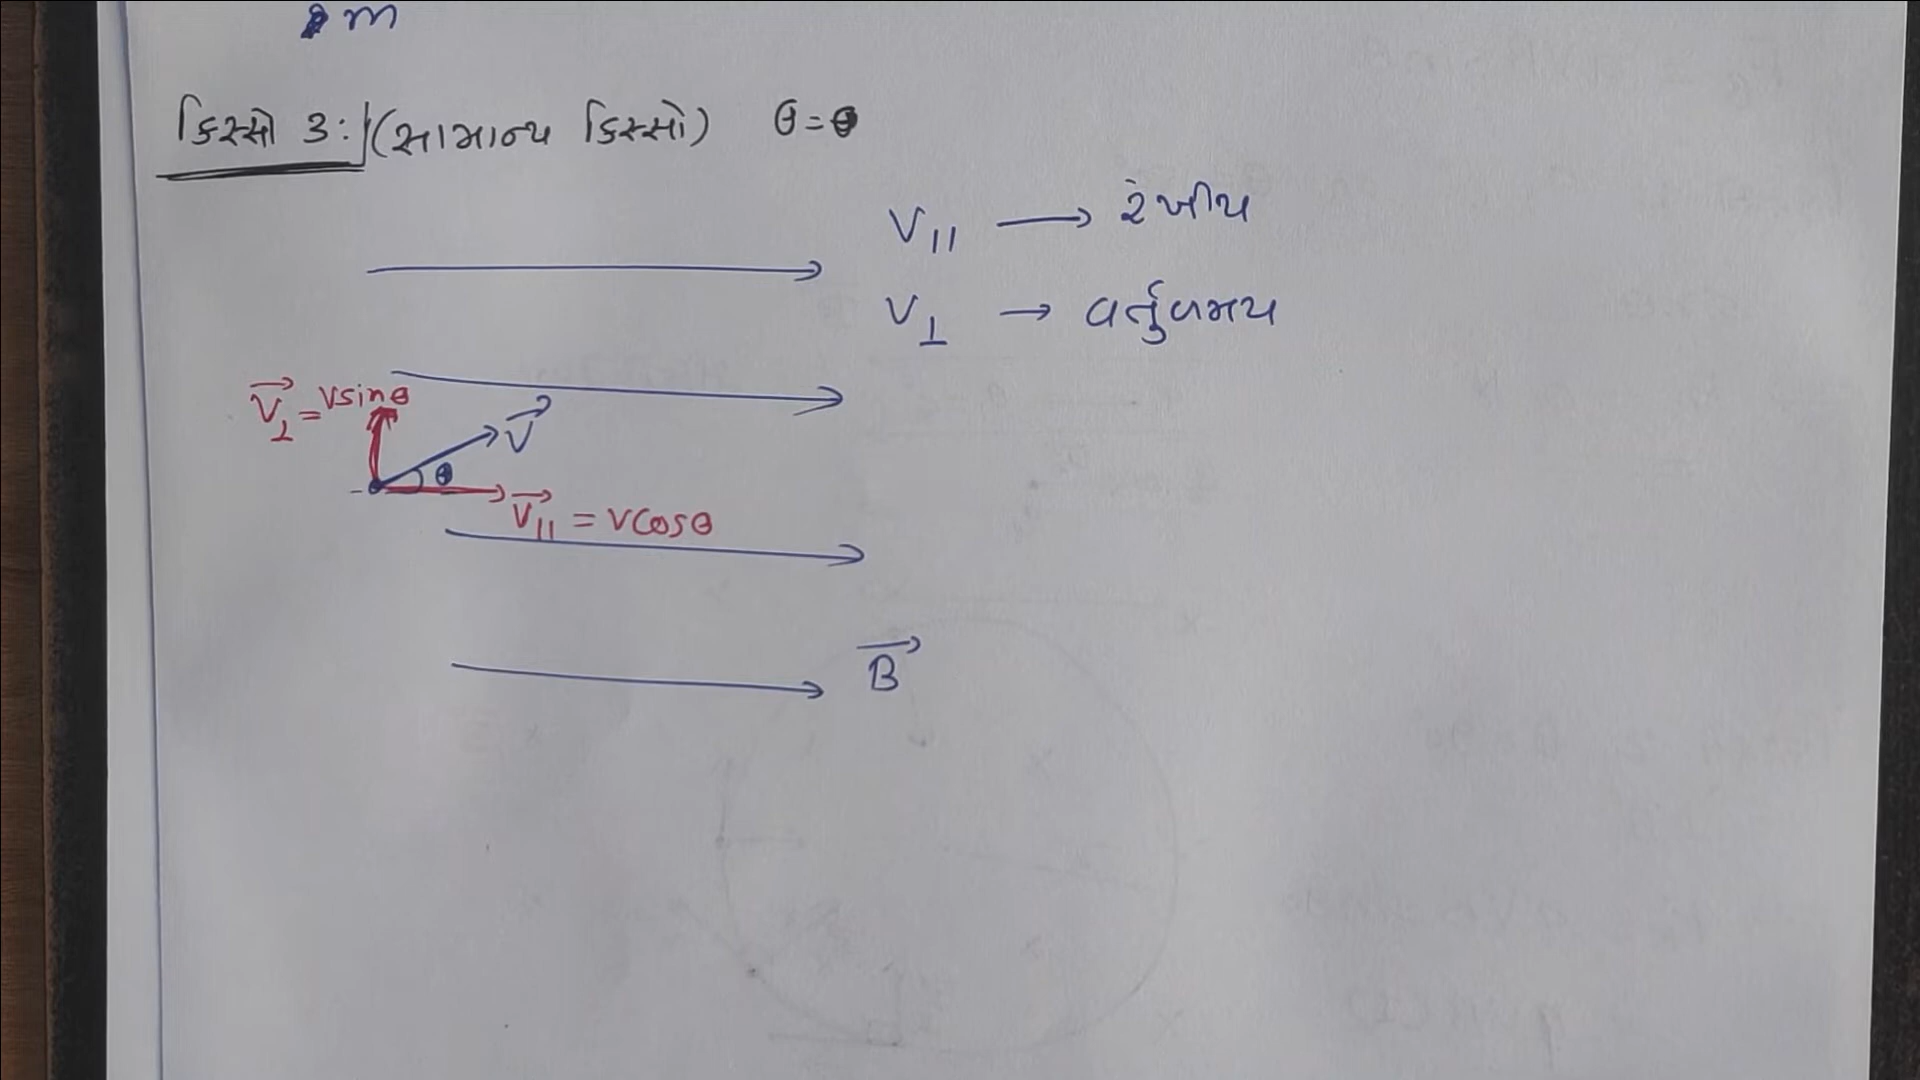 m
કિસ્સો 3: (સામાન્ય કિસ્સો) θ = θ
V∥ → રેખીય
V⊥ → વર્તુળમય
V⃗⊥ = Vsinθ
V⃗
θ
V⃗∥ = Vcosθ
B⃗